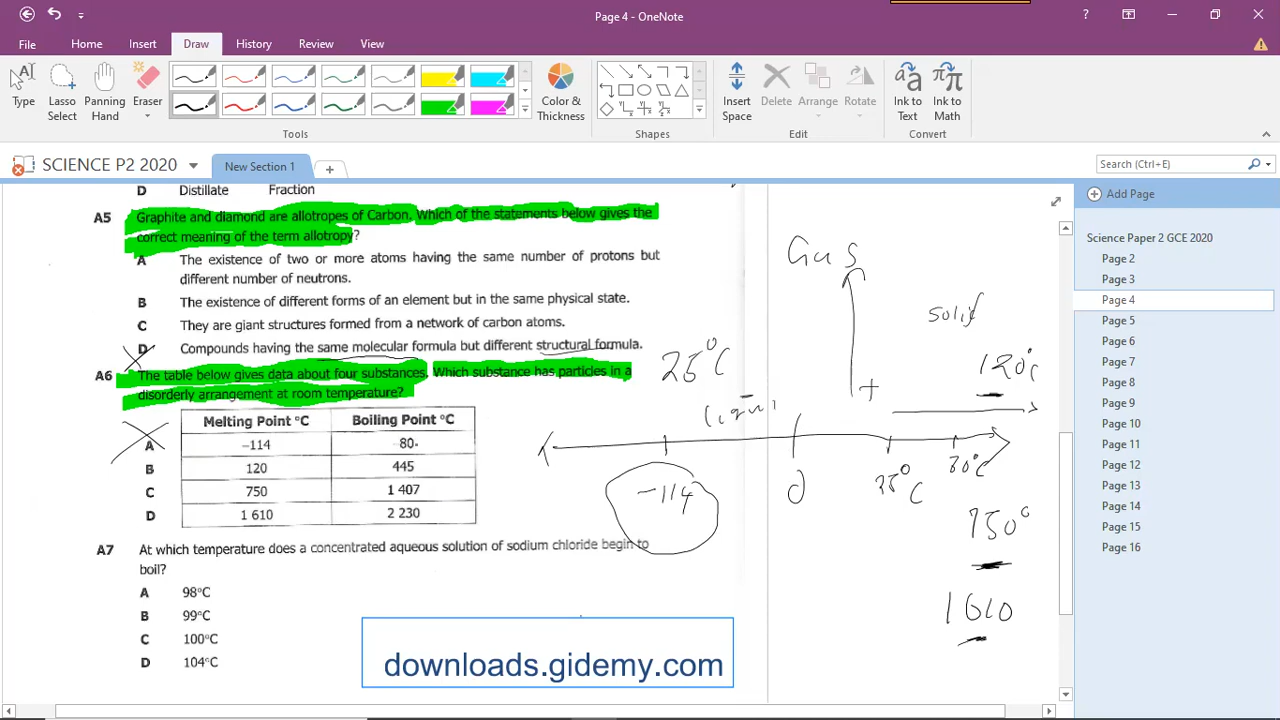 Page 4 - OneNote
File Home Insert Draw History Review View
Type
Lasso Select
Panning Hand
Eraser
Color & Thickness
Insert Space
Delete
Arrange
Rotate
Ink to Text
Ink to Math
Tools
Shapes
Edit
Convert
SCIENCE P2 2020
New Section 1
Search (Ctrl+E)
Add Page
Science Paper 2 GCE 2020
Page 2
Page 3
Page 4
Page 5
Page 6
Page 7
Page 8
Page 9
Page 10
Page 11
Page 12
Page 13
Page 14
Page 15
Page 16
D Distillate Fraction
A5 Graphite and diamond are allotropes of Carbon. Which of the statements below gives the
correct meaning of the term allotropy?
A The existence of two or more atoms having the same number of protons but
different number of neutrons.
B The existence of different forms of an element but in the same physical state.
C They are giant structures formed from a network of carbon atoms.
D Compounds having the same molecular formula but different structural formula.
A6 The table below gives data about four substances. Which substance has particles in a
disorderly arrangement at room temperature?
Melting Point °C Boiling Point °C
A –114 -80-
B 120 445
C 750 1 407
D 1 610 2 230
A7 At which temperature does a concentrated aqueous solution of sodium chloride begin to
boil?
A 98°C
B 99°C
C 100°C
D 104°C
downloads.gidemy.com
Gas
solid
25°C
120°C
+
-114
0
750°
1610